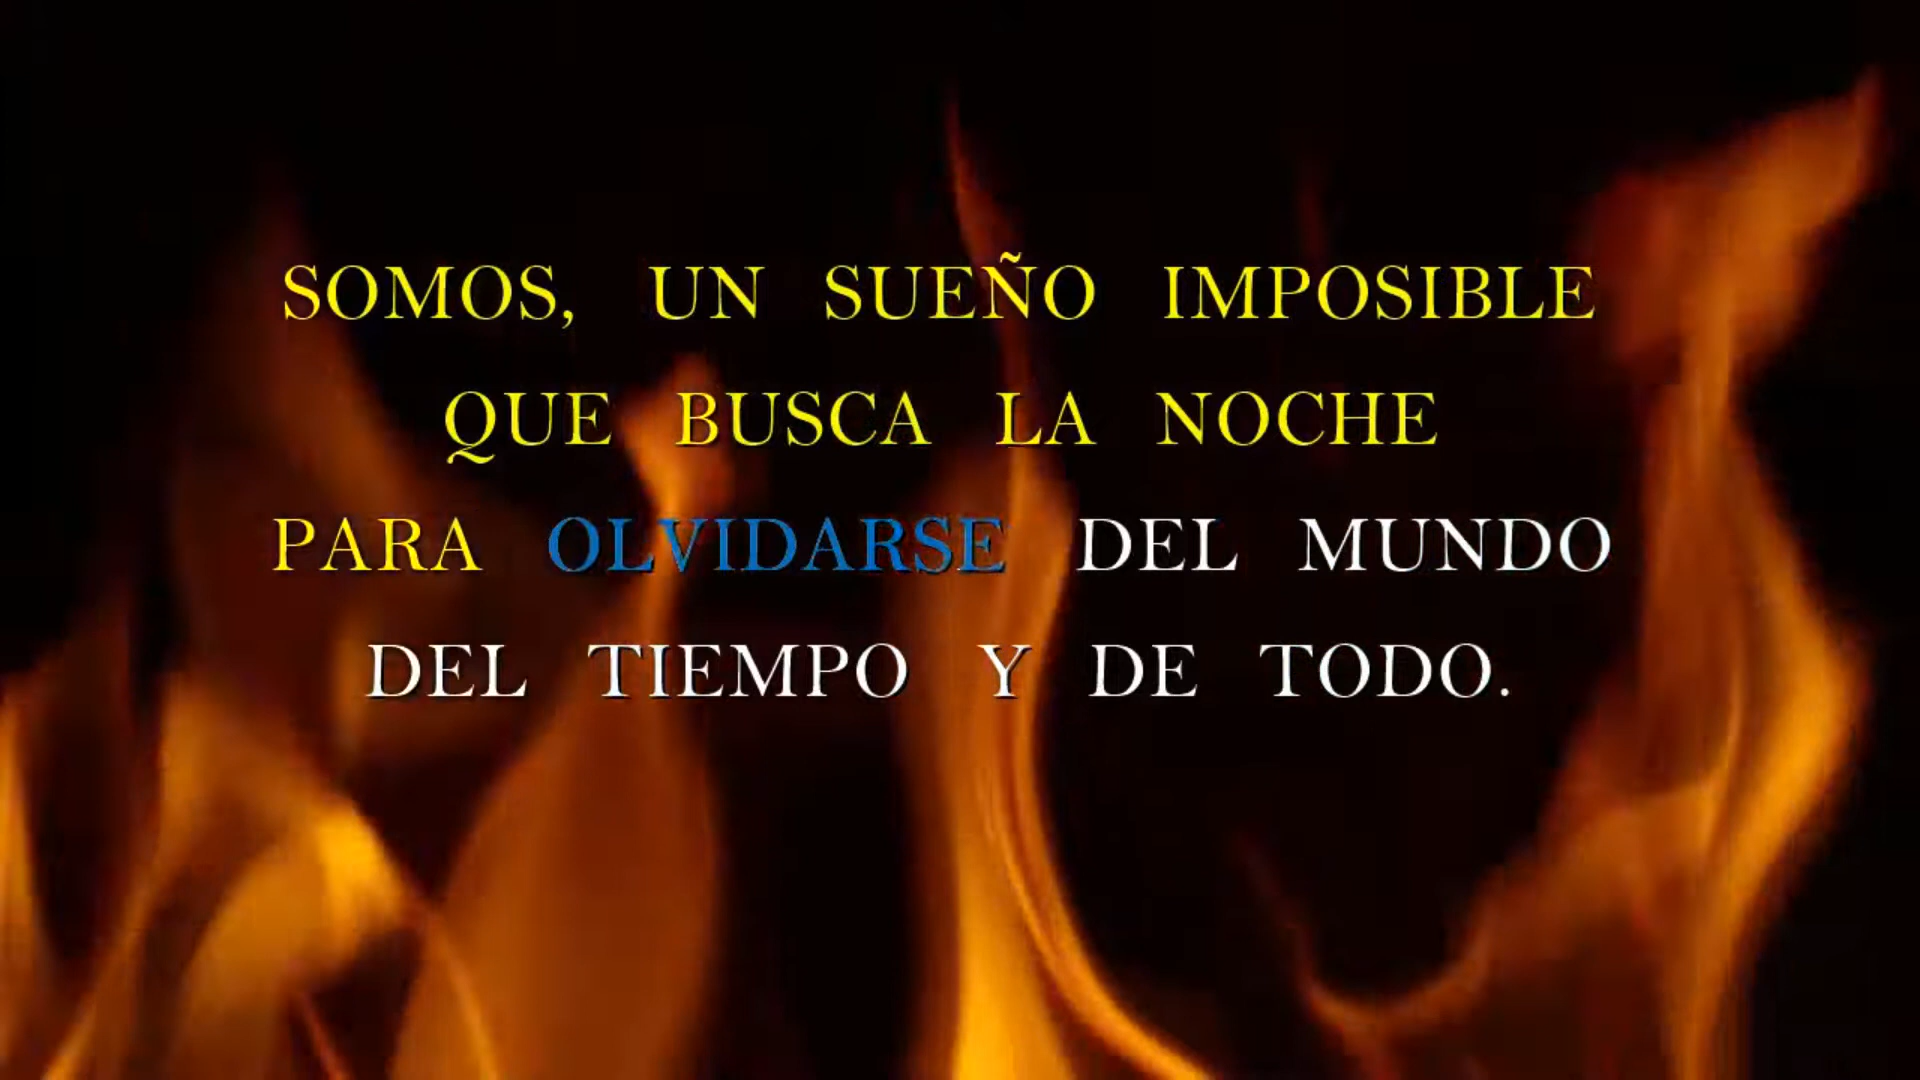 SOMOS, UN SUEÑO IMPOSIBLE
QUE BUSCA LA NOCHE
PARA OLVIDARSE DEL MUNDO
DEL TIEMPO Y DE TODO.